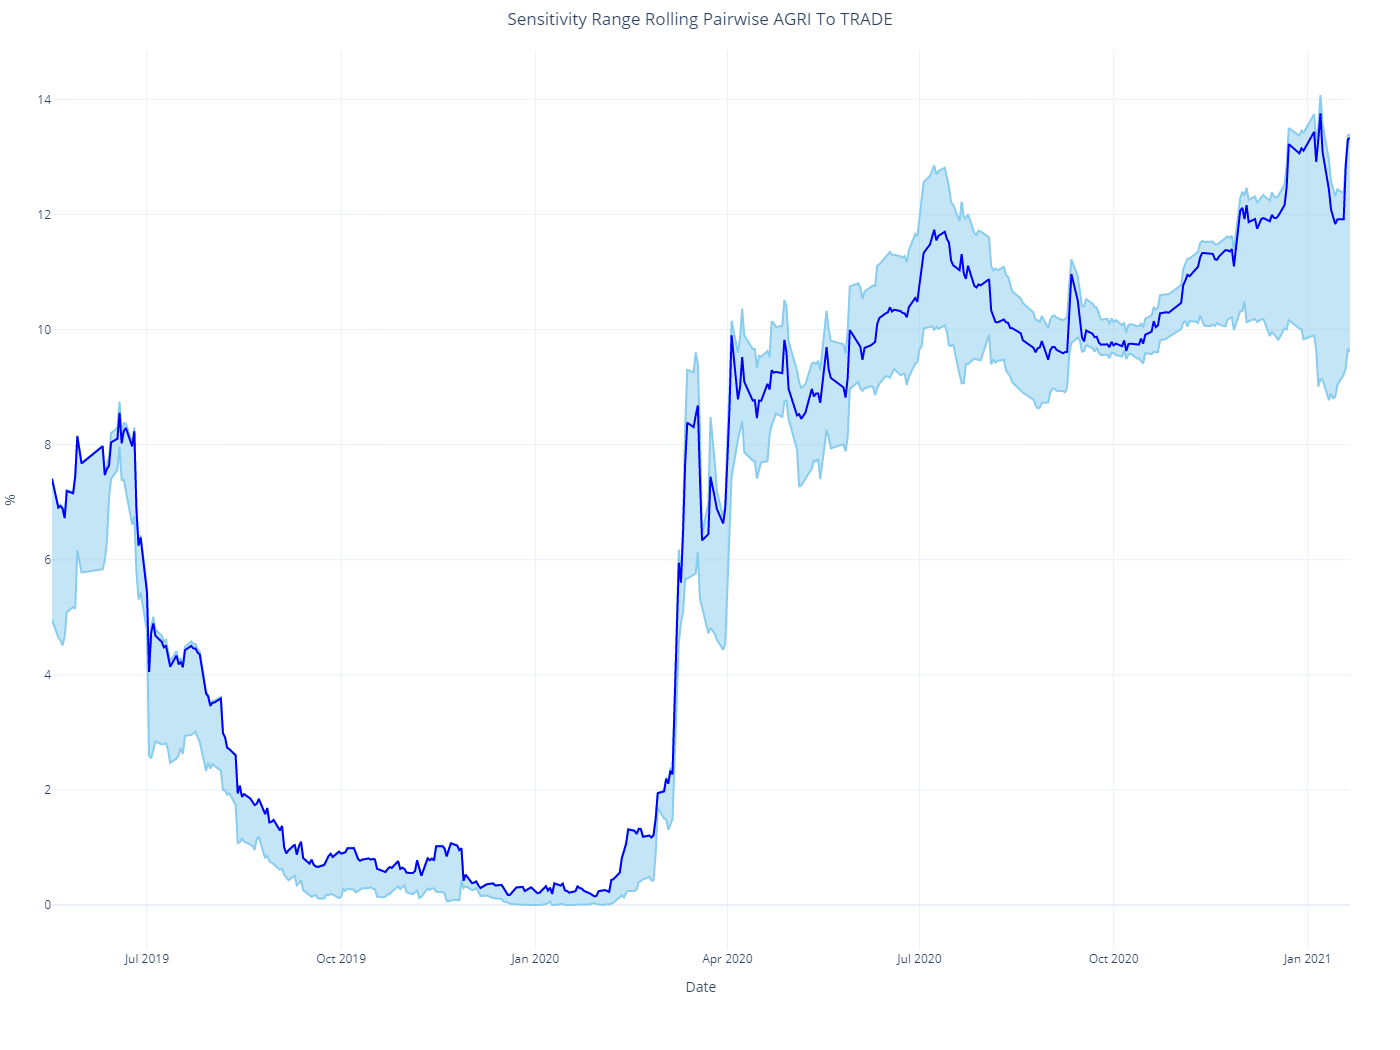 Sensitivity Range Rolling Pairwise AGRI To TRADE
14
12
10
8
6
4
2
0
%
Jul 2019
Oct 2019
Jan 2020
Apr 2020
Jul 2020
Oct 2020
Jan 2021
Date